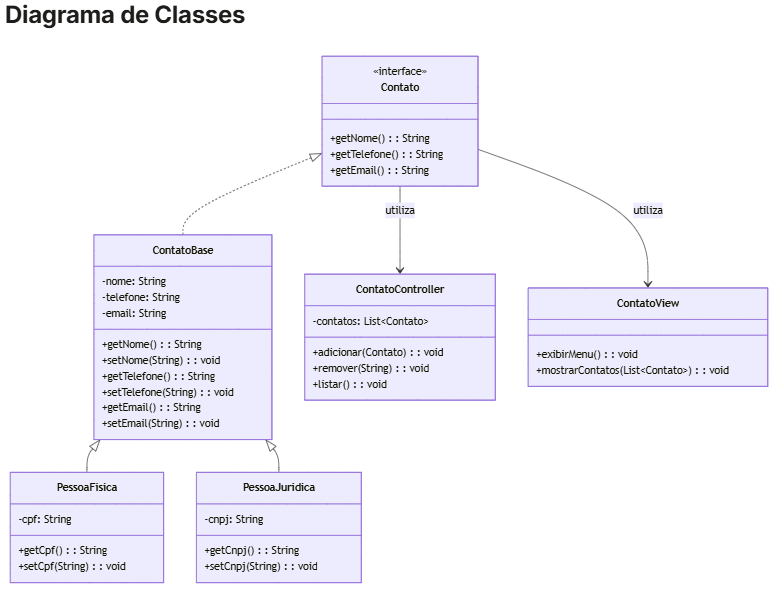 Diagrama de Classes
«interface»
Contato
+getNome() : : String
+getTelefone() : : String
+getEmail() : : String
utiliza
utiliza
ContatoBase
-nome: String
-telefone: String
-email: String
+getNome() : : String
+setNome(String) : : void
+getTelefone() : : String
+setTelefone(String) : : void
+getEmail() : : String
+setEmail(String) : : void
ContatoController
-contatos: List<Contato>
+adicionar(Contato) : : void
+remover(String) : : void
+listar() : : void
ContatoView
+exibirMenu() : : void
+mostrarContatos(List<Contato>) : : void
PessoaFisica
-cpf: String
+getCpf() : : String
+setCpf(String) : : void
PessoaJuridica
-cnpj: String
+getCnpj() : : String
+setCnpj(String) : : void